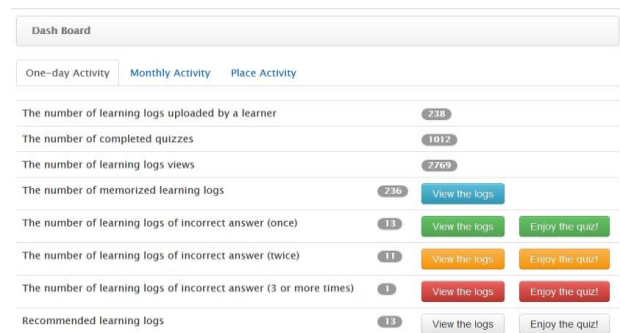 Dash Board
One-day Activity Monthly Activity Place Activity
The number of learning logs uploaded by a learner 238
The number of completed quizzes 1012
The number of learning logs views 2769
The number of memorized learning logs 236 View the logs
The number of learning logs of incorrect answer (once) 13 View the logs Enjoy the quiz!
The number of learning logs of incorrect answer (twice) 11 View the logs Enjoy the quiz!
The number of learning logs of incorrect answer (3 or more times) 1 View the logs Enjoy the quiz!
Recommended learning logs 13 View the logs Enjoy the quiz!